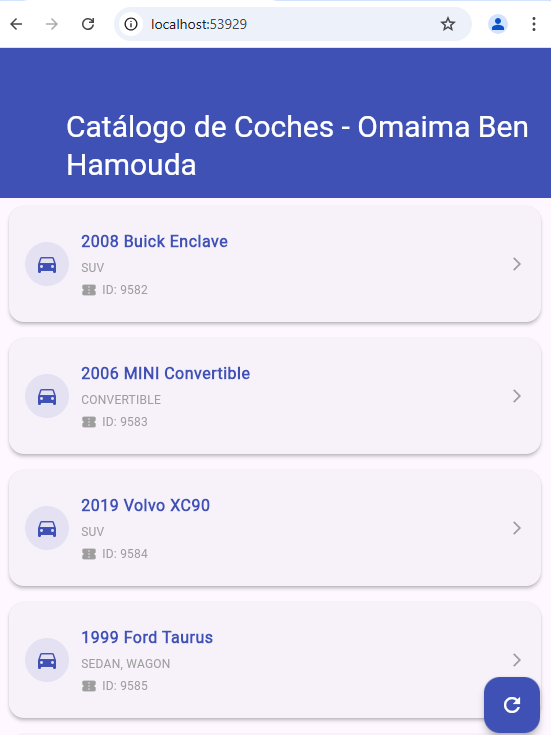 localhost:53929
Catálogo de Coches - Omaima Ben
Hamouda
2008 Buick Enclave
SUV
ID: 9582
2006 MINI Convertible
CONVERTIBLE
ID: 9583
2019 Volvo XC90
SUV
ID: 9584
1999 Ford Taurus
SEDAN, WAGON
ID: 9585